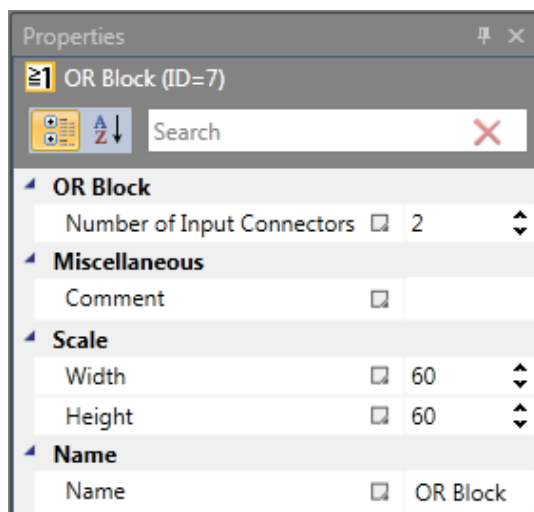 Properties
≧1 OR Block (ID=7)
A Z Search
OR Block
Number of Input Connectors 2
Miscellaneous
Comment
Scale
Width 60
Height 60
Name
Name OR Block